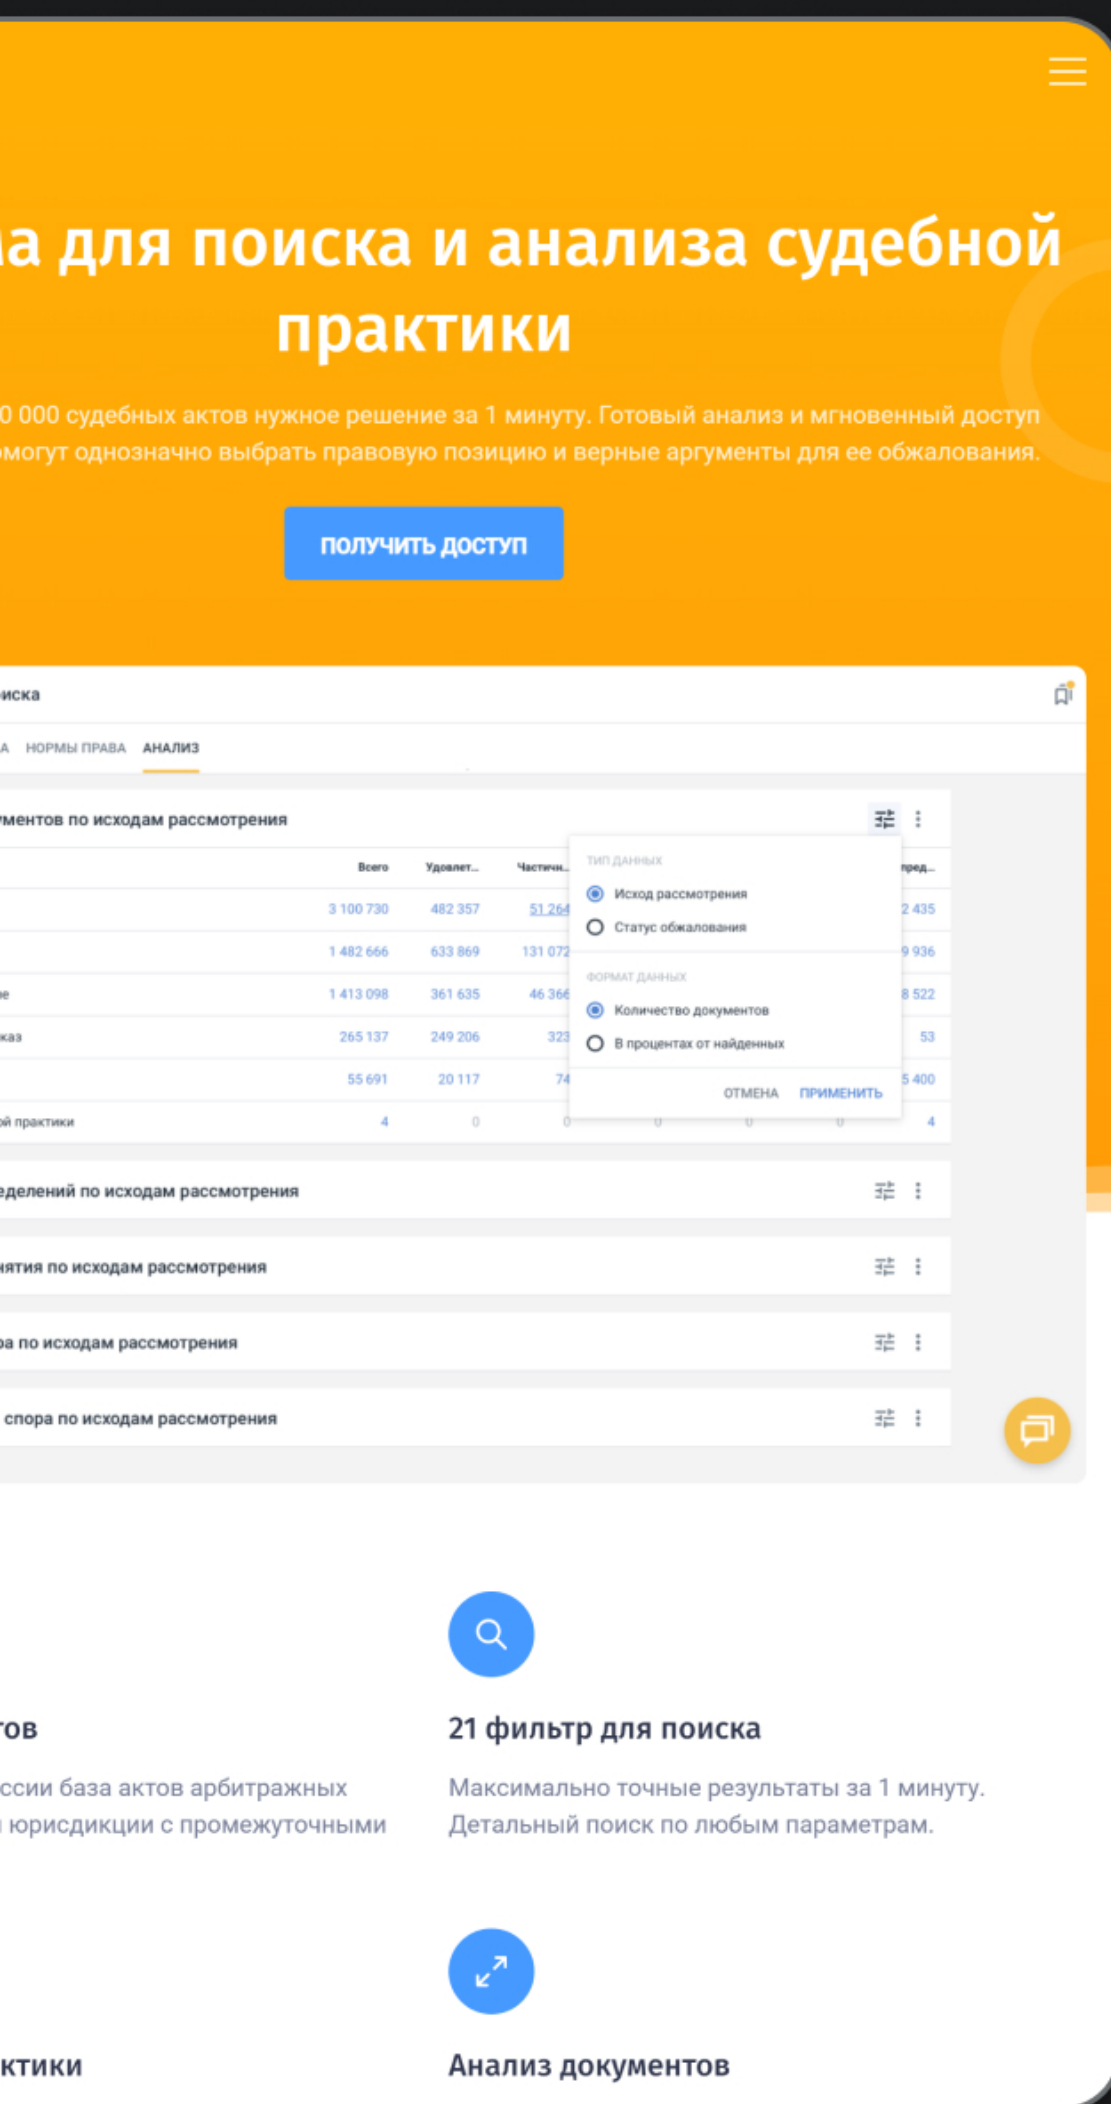 для поиска и анализа судебной
практики
0 000 судебных актов нужное решение за 1 минуту. Готовый анализ и мгновенный доступ
омогут однозначно выбрать правовую позицию и верные аргументы для ее обжалования.
ПОЛУЧИТЬ ДОСТУП
иска
А НОРМЫ ПРАВА АНАЛИЗ
ументов по исходам рассмотрения
Всего Удовлет... Частичн... пред...
3 100 730 482 357 51 264 2 435
1 482 666 633 869 131 072 9 936
е 1 413 098 361 635 46 366 8 522
каз 265 137 249 206 323 53
55 691 20 117 74 5 400
ой практики 4 0 0 0 0 0 4
ТИП ДАННЫХ
Исход рассмотрения
Статус обжалования
ФОРМАТ ДАННЫХ
Количество документов
В процентах от найденных
ОТМЕНА ПРИМЕНИТЬ
еделений по исходам рассмотрения
нятия по исходам рассмотрения
ра по исходам рассмотрения
спора по исходам рассмотрения
тов
ссии база актов арбитражных
юрисдикции с промежуточными
21 фильтр для поиска
Максимально точные результаты за 1 минуту.
Детальный поиск по любым параметрам.
ктики
Анализ документов